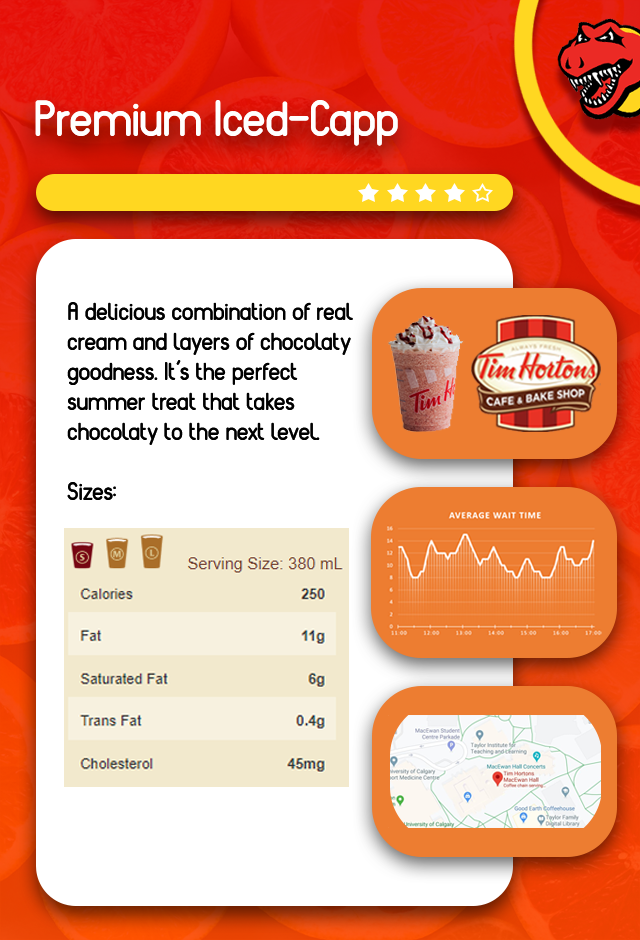 Premium Iced-Capp
A delicious combination of real
cream and layers of chocolaty
goodness. It's the perfect
summer treat that takes
chocolaty to the next level.
Sizes:
S M L
Serving Size: 380 mL
Calories 250
Fat 11g
Saturated Fat 6g
Trans Fat 0.4g
Cholesterol 45mg
Tim H
ALWAYS FRESH
Tim Hortons
CAFE & BAKE SHOP
AVERAGE WAIT TIME
16
14
12
10
8
6
4
2
0
11:00 12:00 13:00 14:00 15:00 16:00 17:00
MacEwan Student
Centre Parkade
Taylor Institute for
Teaching and Learning
MacEwan Hall Concerts
iversity of Calgary
ort Medicine Centre
Tim Hortons
MacEwan Hall
Coffee chain serving
Good Earth Coffeehouse
Taylor Family
Digital Library
University of Calgary